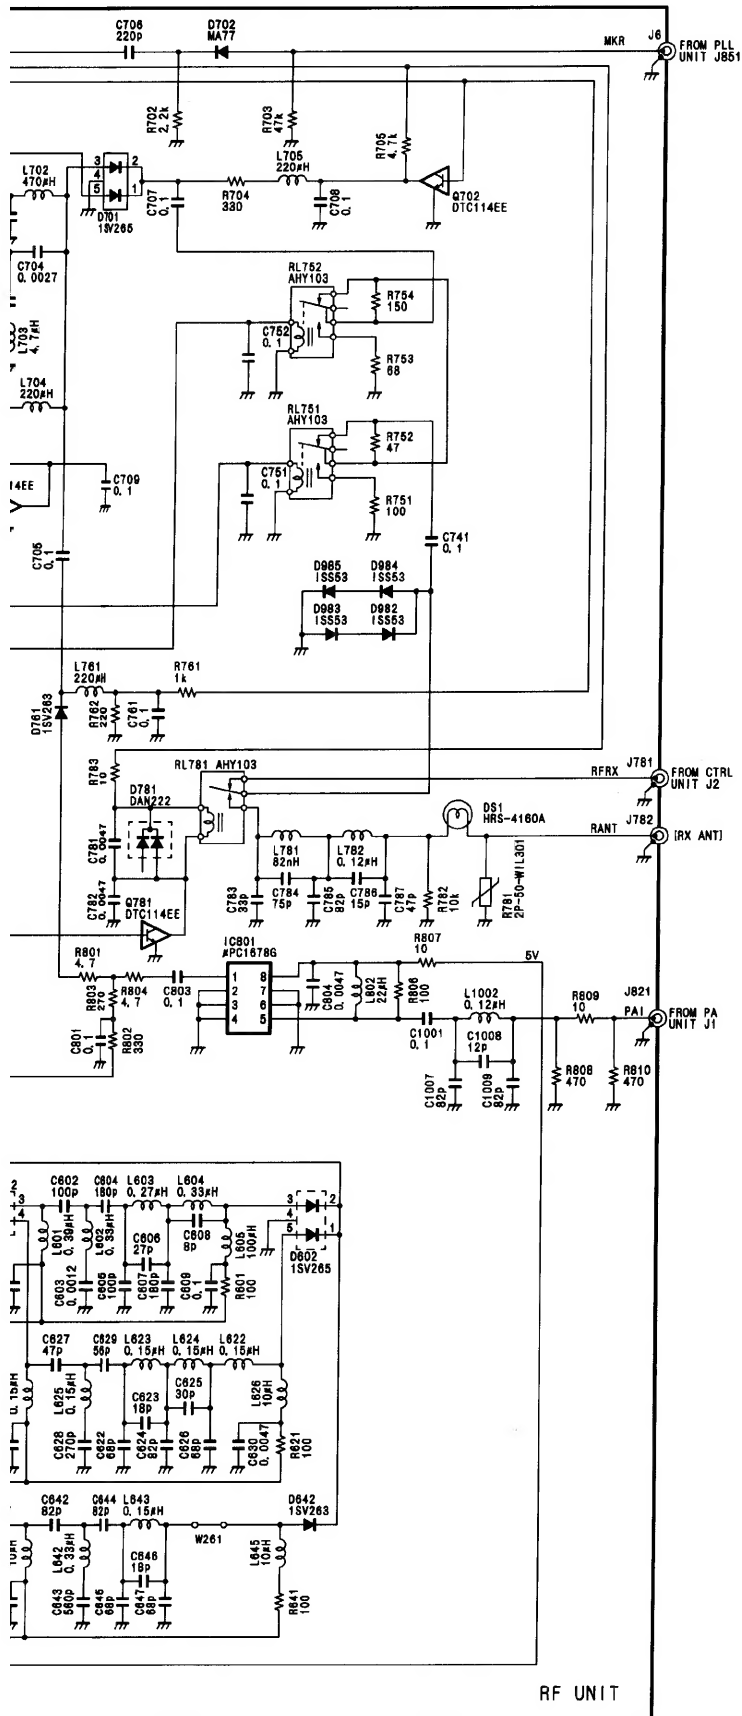 C706
220p
D702
MA77
MKR
J6
FROM PLL
UNIT J851
R702
2.2k
R703
47k
R705
4.7k
L705
220μH
L702
470μH
3
4
5
2
1
D701
1SV265
C707
0.1
R704
330
C708
0.1
Q702
DTC114EE
C704
0.0027
RL752
AHY103
R754
150
C752
0.1
L703
4.7μH
R753
68
L704
220μH
RL751
AHY103
R752
47
14EE
C709
0.1
C751
0.1
R751
100
C705
0.1
C741
0.1
D985
1SS53
D984
1SS53
D983
1SS53
D982
1SS53
L761
220μH
R761
1k
D761
1SV263
R762
220
C761
0.1
R783
10
RL781 AHY103
RFRX
J781
FROM CTRL
UNIT J2
D781
DAN222
DS1
HRS-4160A
J782
RANT
[RX ANT]
C781
0.0047
L781
82nH
L782
0.12μH
C782
0.0047
Q781
DTC114EE
C783
33p
C784
75p
C785
82p
C786
15p
C787
47p
R782
10k
R781
2P-50-WIL301
R801
4.7
R803
270
R804
4.7
C803
0.1
IC801
μPC1678G
1
2
3
4
8
7
6
5
C804
0.0047
L802
22μH
R806
100
R807
10
5V
C801
0.1
R802
330
C1001
0.1
L1002
0.12μH
C1008
12p
C1007
82p
C1009
82p
R809
10
R808
470
R810
470
J821
PAI
FROM PA
UNIT J1
2
3
4
C602
100p
C604
180p
L603
0.27μH
L604
0.33μH
L601
0.39μH
L602
0.33μH
C606
27p
C608
8p
L605
100μH
3
4
5
2
1
D602
1SV265
C603
0.0012
C605
100p
C607
180p
C609
0.1
R601
100
C627
47p
C629
56p
L623
0.15μH
L624
0.15μH
L622
0.15μH
0.15μH
L625
0.15μH
C623
18p
C625
30p
L626
10μH
C628
270p
C622
68p
C624
82p
C626
68p
C630
0.0047
R621
100
C642
82p
C644
82p
L643
0.15μH
D642
1SV263
W261
10μH
L642
0.33μH
C646
18p
L645
10μH
C643
560p
C645
68p
C647
68p
R641
100
RF UNIT